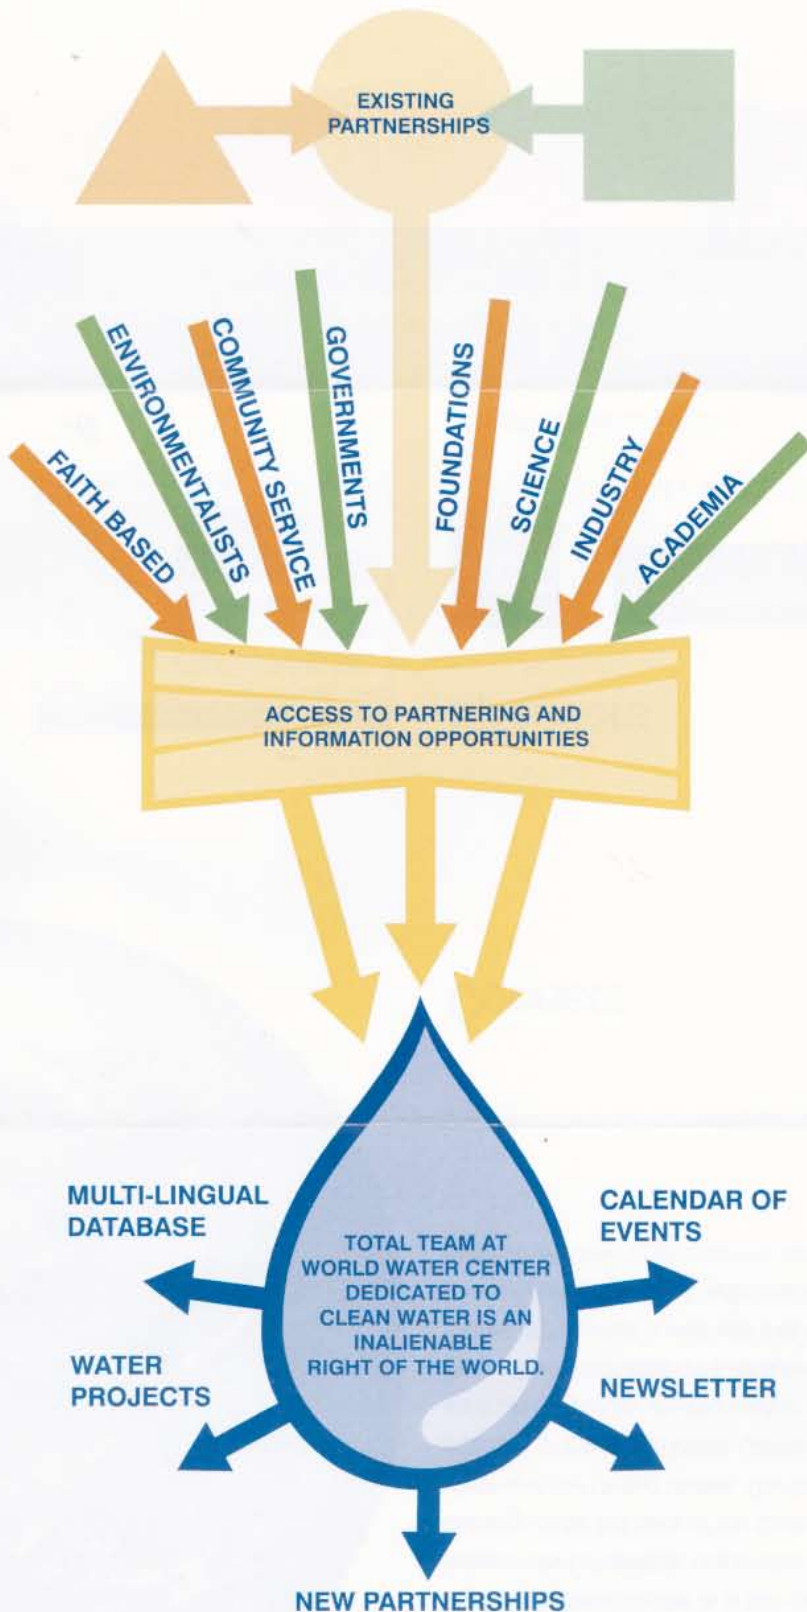 EXISTING
PARTNERSHIPS
FAITH BASED
ENVIRONMENTALISTS
COMMUNITY SERVICE
GOVERNMENTS
FOUNDATIONS
SCIENCE
INDUSTRY
ACADEMIA
ACCESS TO PARTNERING AND
INFORMATION OPPORTUNITIES
MULTI-LINGUAL
DATABASE
CALENDAR OF
EVENTS
TOTAL TEAM AT
WORLD WATER CENTER
DEDICATED TO
CLEAN WATER IS AN
INALIENABLE
RIGHT OF THE WORLD.
WATER
PROJECTS
NEWSLETTER
NEW PARTNERSHIPS